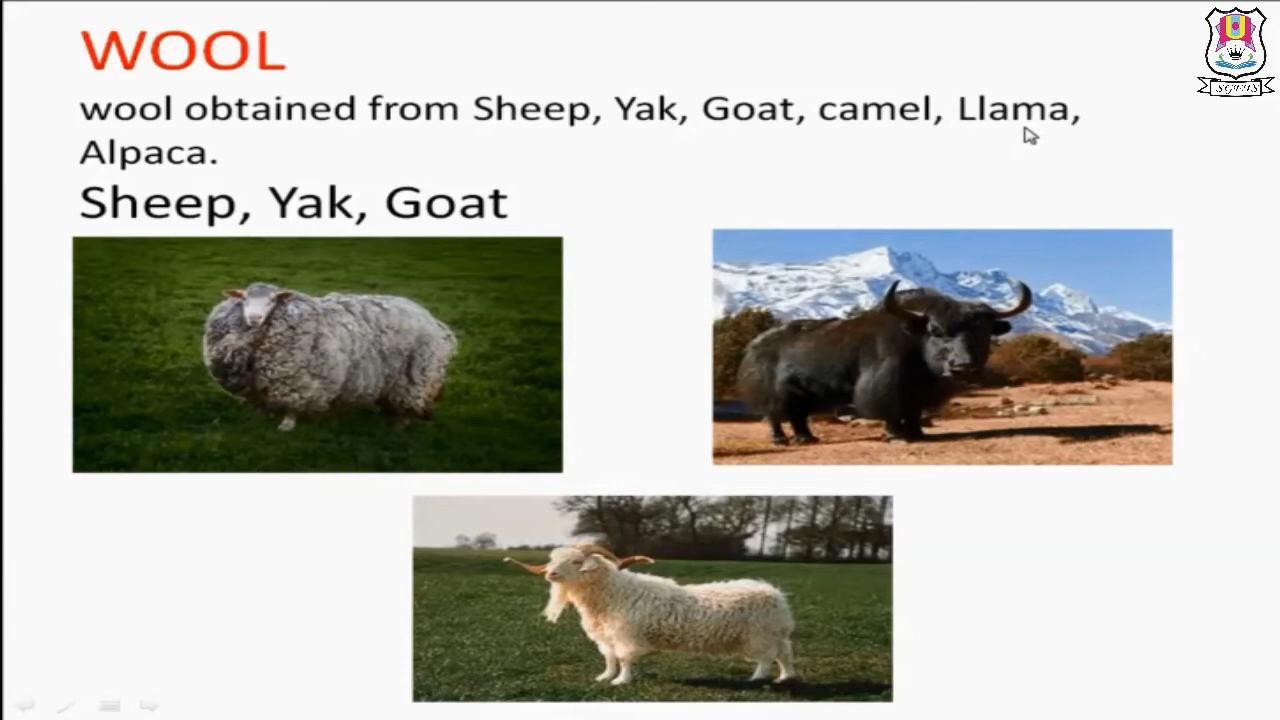 WOOL
wool obtained from Sheep, Yak, Goat, camel, Llama,
Alpaca.
Sheep, Yak, Goat